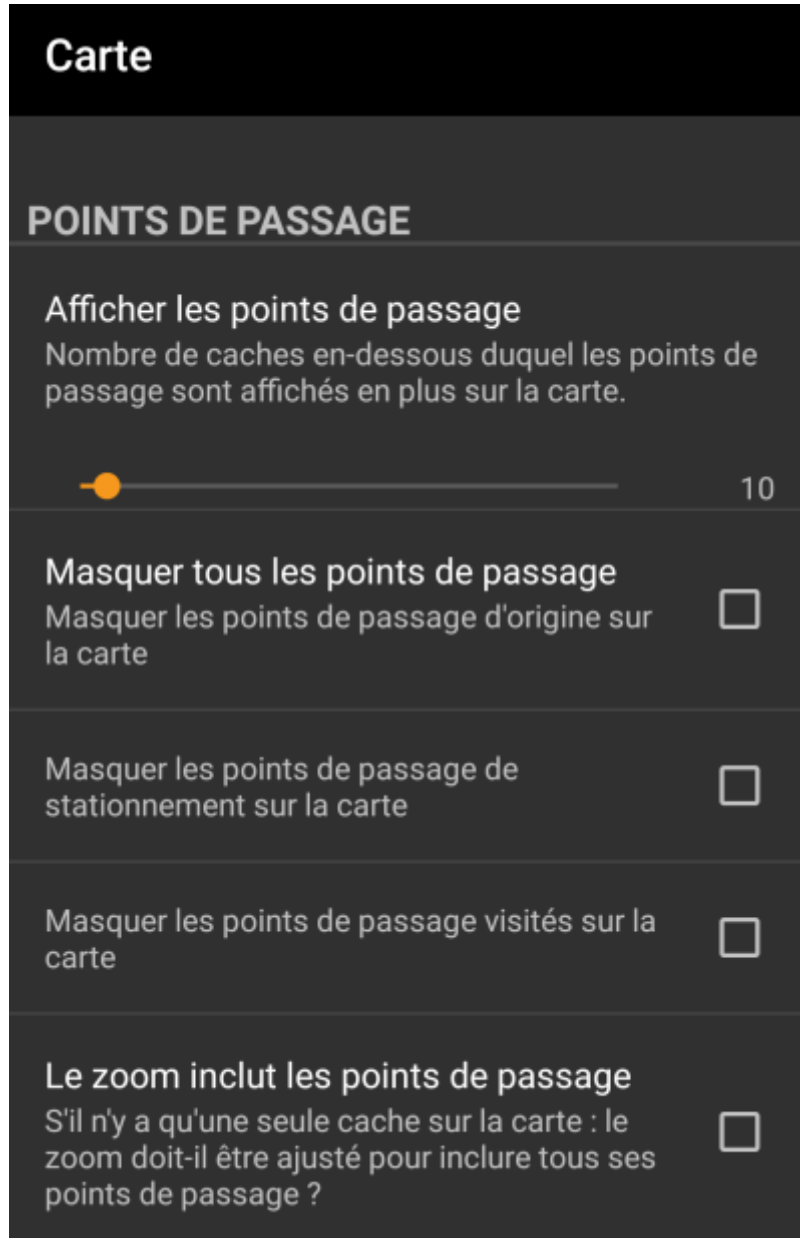 Carte
POINTS DE PASSAGE
Afficher les points de passage
Nombre de caches en-dessous duquel les points de
passage sont affichés en plus sur la carte.
10
Masquer tous les points de passage
Masquer les points de passage d'origine sur
la carte
Masquer les points de passage de
stationnement sur la carte
Masquer les points de passage visités sur la
carte
Le zoom inclut les points de passage
S'il n'y a qu'une seule cache sur la carte : le
zoom doit-il être ajusté pour inclure tous ses
points de passage ?